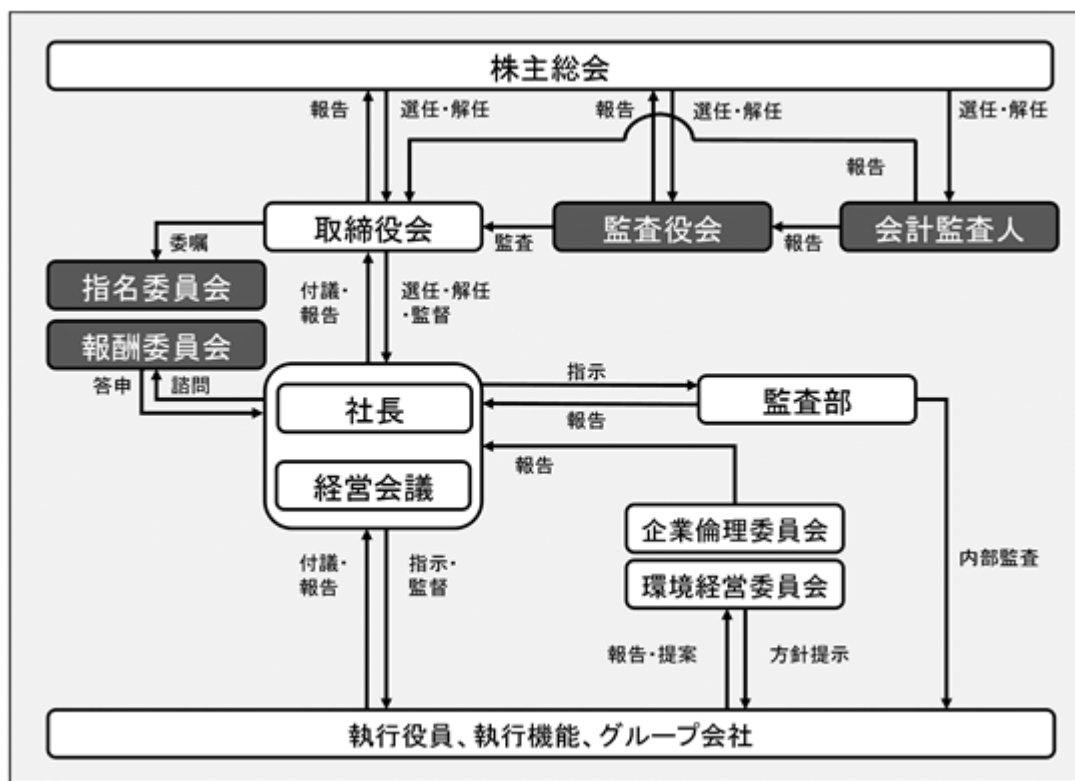 株主総会
報告
選任・解任
報告
選任・解任
選任・解任
報告
取締役会
監査
監査役会
報告
会計監査人
委嘱
指名委員会
報酬委員会
付議・
報告
選任・解任
・監督
答申
諮問
社長
経営会議
指示
報告
監査部
報告
企業倫理委員会
環境経営委員会
内部監査
付議・
報告
指示・
監督
報告・提案
方針提示
執行役員、執行機能、グループ会社